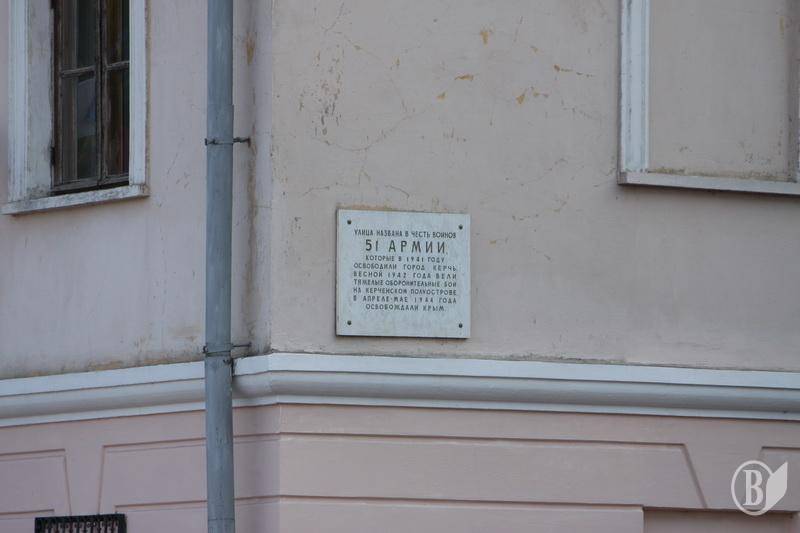 УЛИЦА НАЗВАНА В ЧЕСТЬ ВОИНОВ
51 АРМИИ,
КОТОРЫЕ В 1941 ГОДУ
ОСВОБОДИЛИ ГОРОД КЕРЧЬ,
ВЕСНОЙ 1942 ГОДА ВЕЛИ
ТЯЖЕЛЫЕ ОБОРОНИТЕЛЬНЫЕ БОИ
НА КЕРЧЕНСКОМ ПОЛУОСТРОВЕ,
В АПРЕЛЕ-МАЕ 1944 ГОДА
ОСВОБОЖДАЛИ КРЫМ.
В